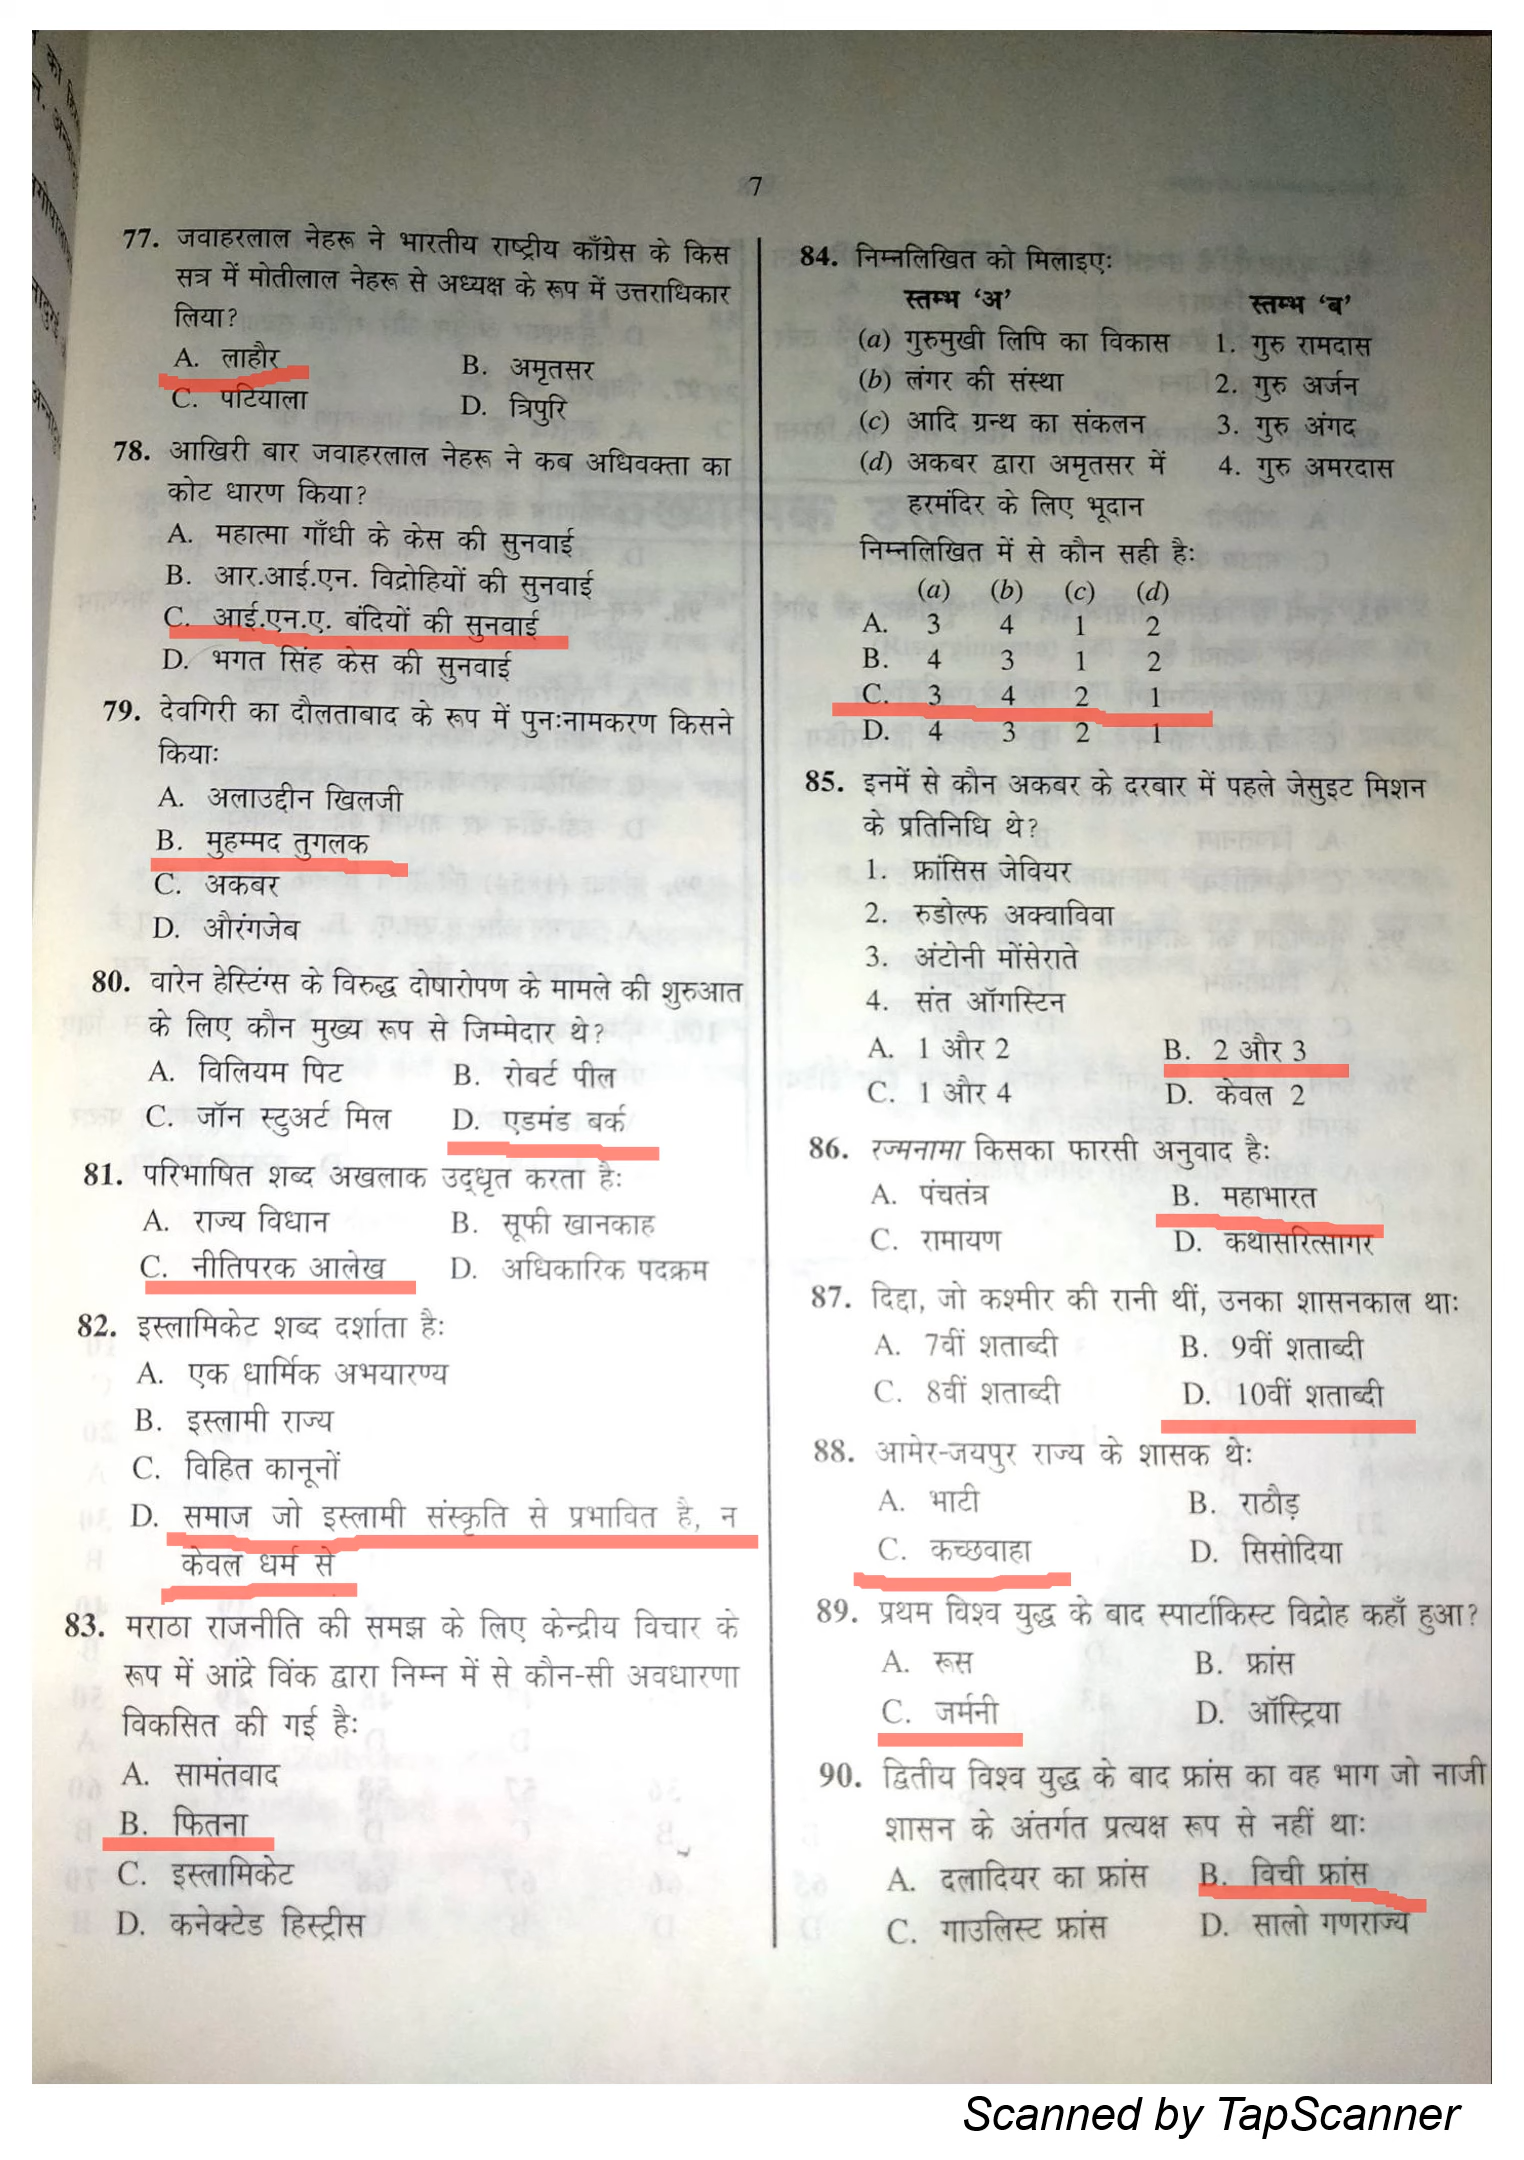 7
77. जवाहरलाल नेहरू ने भारतीय राष्ट्रीय काँग्रेस के किस
सत्र में मोतीलाल नेहरू से अध्यक्ष के रूप में उत्तराधिकार
लिया?
A. लाहौर B. अमृतसर
C. पटियाला D. त्रिपुरि
78. आखिरी बार जवाहरलाल नेहरू ने कब अधिवक्ता का
कोट धारण किया?
A. महात्मा गाँधी के केस की सुनवाई
B. आर.आई.एन. विद्रोहियों की सुनवाई
C. आई.एन.ए. बंदियों की सुनवाई
D. भगत सिंह केस की सुनवाई
79. देवगिरी का दौलताबाद के रूप में पुनःनामकरण किसने
कियाः
A. अलाउद्दीन खिलजी
B. मुहम्मद तुगलक
C. अकबर
D. औरंगजेब
80. वारेन हेस्टिंग्स के विरुद्ध दोषारोपण के मामले की शुरुआत
के लिए कौन मुख्य रूप से जिम्मेदार थे?
A. विलियम पिट B. रोबर्ट पील
C. जॉन स्टुअर्ट मिल D. एडमंड बर्क
81. परिभाषित शब्द अखलाक उद्धृत करता हैः
A. राज्य विधान B. सूफी खानकाह
C. नीतिपरक आलेख D. अधिकारिक पदक्रम
82. इस्लामिकेट शब्द दर्शाता हैः
A. एक धार्मिक अभयारण्य
B. इस्लामी राज्य
C. विहित कानूनों
D. समाज जो इस्लामी संस्कृति से प्रभावित है, न
केवल धर्म से
83. मराठा राजनीति की समझ के लिए केन्द्रीय विचार के
रूप में आंद्रे विंक द्वारा निम्न में से कौन-सी अवधारणा
विकसित की गई हैः
A. सामंतवाद
B. फितना
C. इस्लामिकेट
D. कनेक्टेड हिस्ट्रीस
84. निम्नलिखित को मिलाइएः
स्तम्भ ‘अ’ स्तम्भ ‘ब’
(a) गुरुमुखी लिपि का विकास 1. गुरु रामदास
(b) लंगर की संस्था 2. गुरु अर्जन
(c) आदि ग्रन्थ का संकलन 3. गुरु अंगद
(d) अकबर द्वारा अमृतसर में 4. गुरु अमरदास
हरमंदिर के लिए भूदान
निम्नलिखित में से कौन सही हैः
(a) (b) (c) (d)
A. 3 4 1 2
B. 4 3 1 2
C. 3 4 2 1
D. 4 3 2 1
85. इनमें से कौन अकबर के दरबार में पहले जेसुइट मिशन
के प्रतिनिधि थे?
1. फ्रांसिस जेवियर
2. रुडोल्फ अक्वाविवा
3. अंटोनी मोंसेराते
4. संत ऑगस्टिन
A. 1 और 2 B. 2 और 3
C. 1 और 4 D. केवल 2
86. रज्मनामा किसका फारसी अनुवाद हैः
A. पंचतंत्र B. महाभारत
C. रामायण D. कथासरित्सागर
87. दिद्दा, जो कश्मीर की रानी थीं, उनका शासनकाल थाः
A. 7वीं शताब्दी B. 9वीं शताब्दी
C. 8वीं शताब्दी D. 10वीं शताब्दी
88. आमेर-जयपुर राज्य के शासक थेः
A. भाटी B. राठौड़
C. कच्छवाहा D. सिसोदिया
89. प्रथम विश्व युद्ध के बाद स्पार्टाकिस्ट विद्रोह कहाँ हुआ?
A. रूस B. फ्रांस
C. जर्मनी D. ऑस्ट्रिया
90. द्वितीय विश्व युद्ध के बाद फ्रांस का वह भाग जो नाजी
शासन के अंतर्गत प्रत्यक्ष रूप से नहीं थाः
A. दलादियर का फ्रांस B. विची फ्रांस
C. गाउलिस्ट फ्रांस D. सालो गणराज्य
Scanned by TapScanner